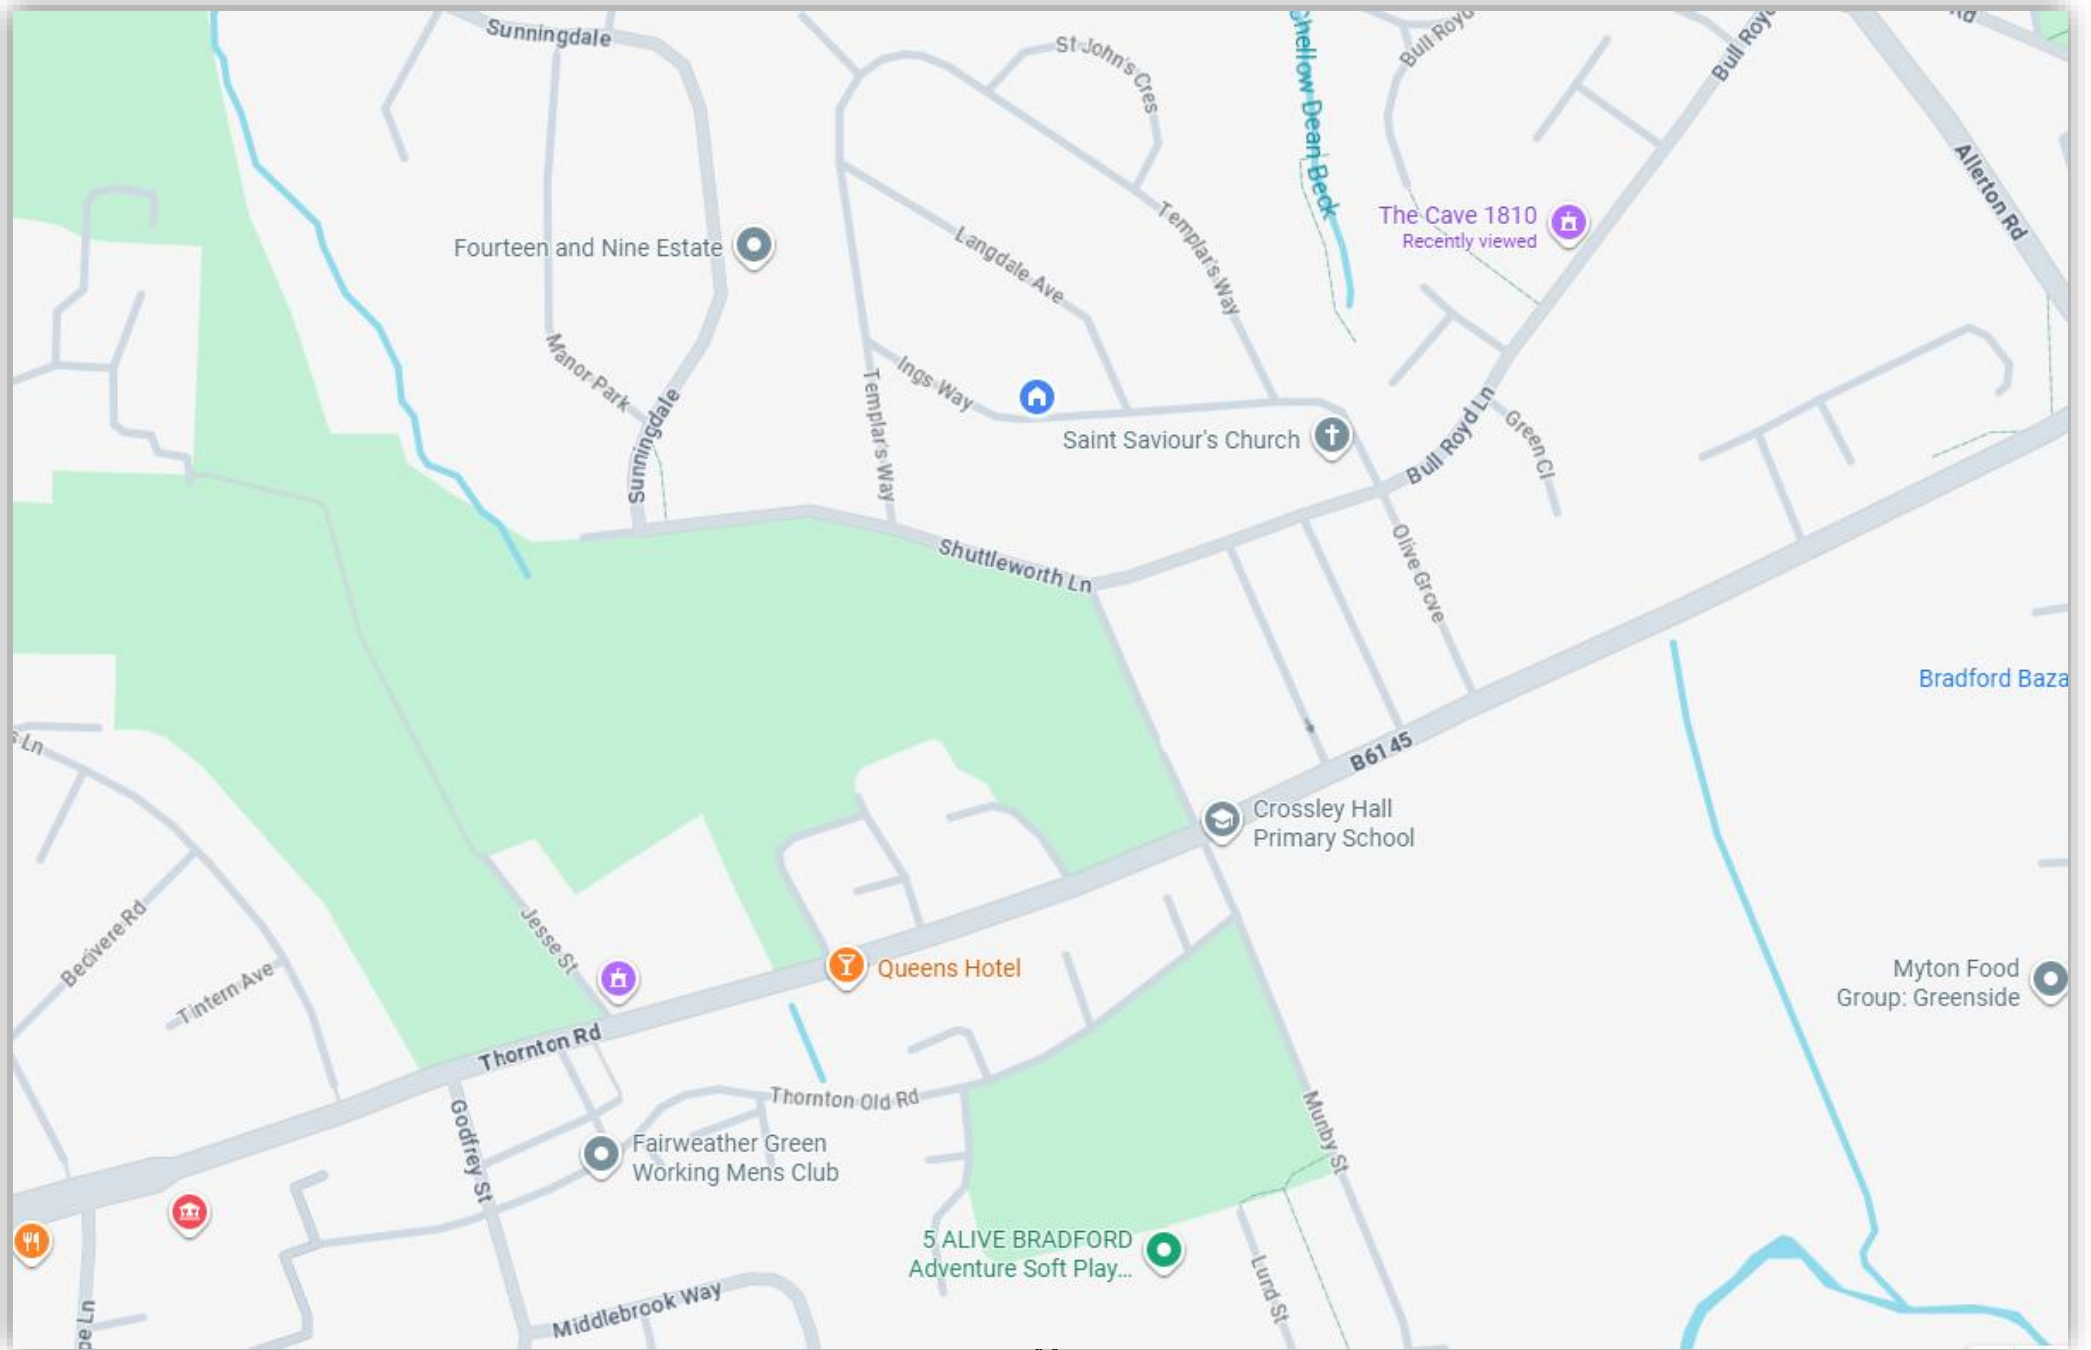 Sunningdale
St John's Cres
Chellow Dean Beck
Bull Royd
Bull Royd
Rd
Allerton Rd
The Cave 1810
Recently viewed
Templar's Way
Langdale Ave
Fourteen and Nine Estate
Manor Park
Sunningdale
Ings Way
Templar's Way
Saint Saviour's Church
Bull Royd Ln
Green Cl
Shuttleworth Ln
Olive Grove
Bradford Baza
s Ln
B6145
Crossley Hall
Primary School
Becivere Rd
Tintern Ave
Jesse St
Queens Hotel
Myton Food
Group: Greenside
Thornton Rd
Thornton Old Rd
Godfrey St
Munby St
Fairweather Green
Working Mens Club
5 ALIVE BRADFORD
Adventure Soft Play...
Lund St
Middlebrook Way
pe Ln